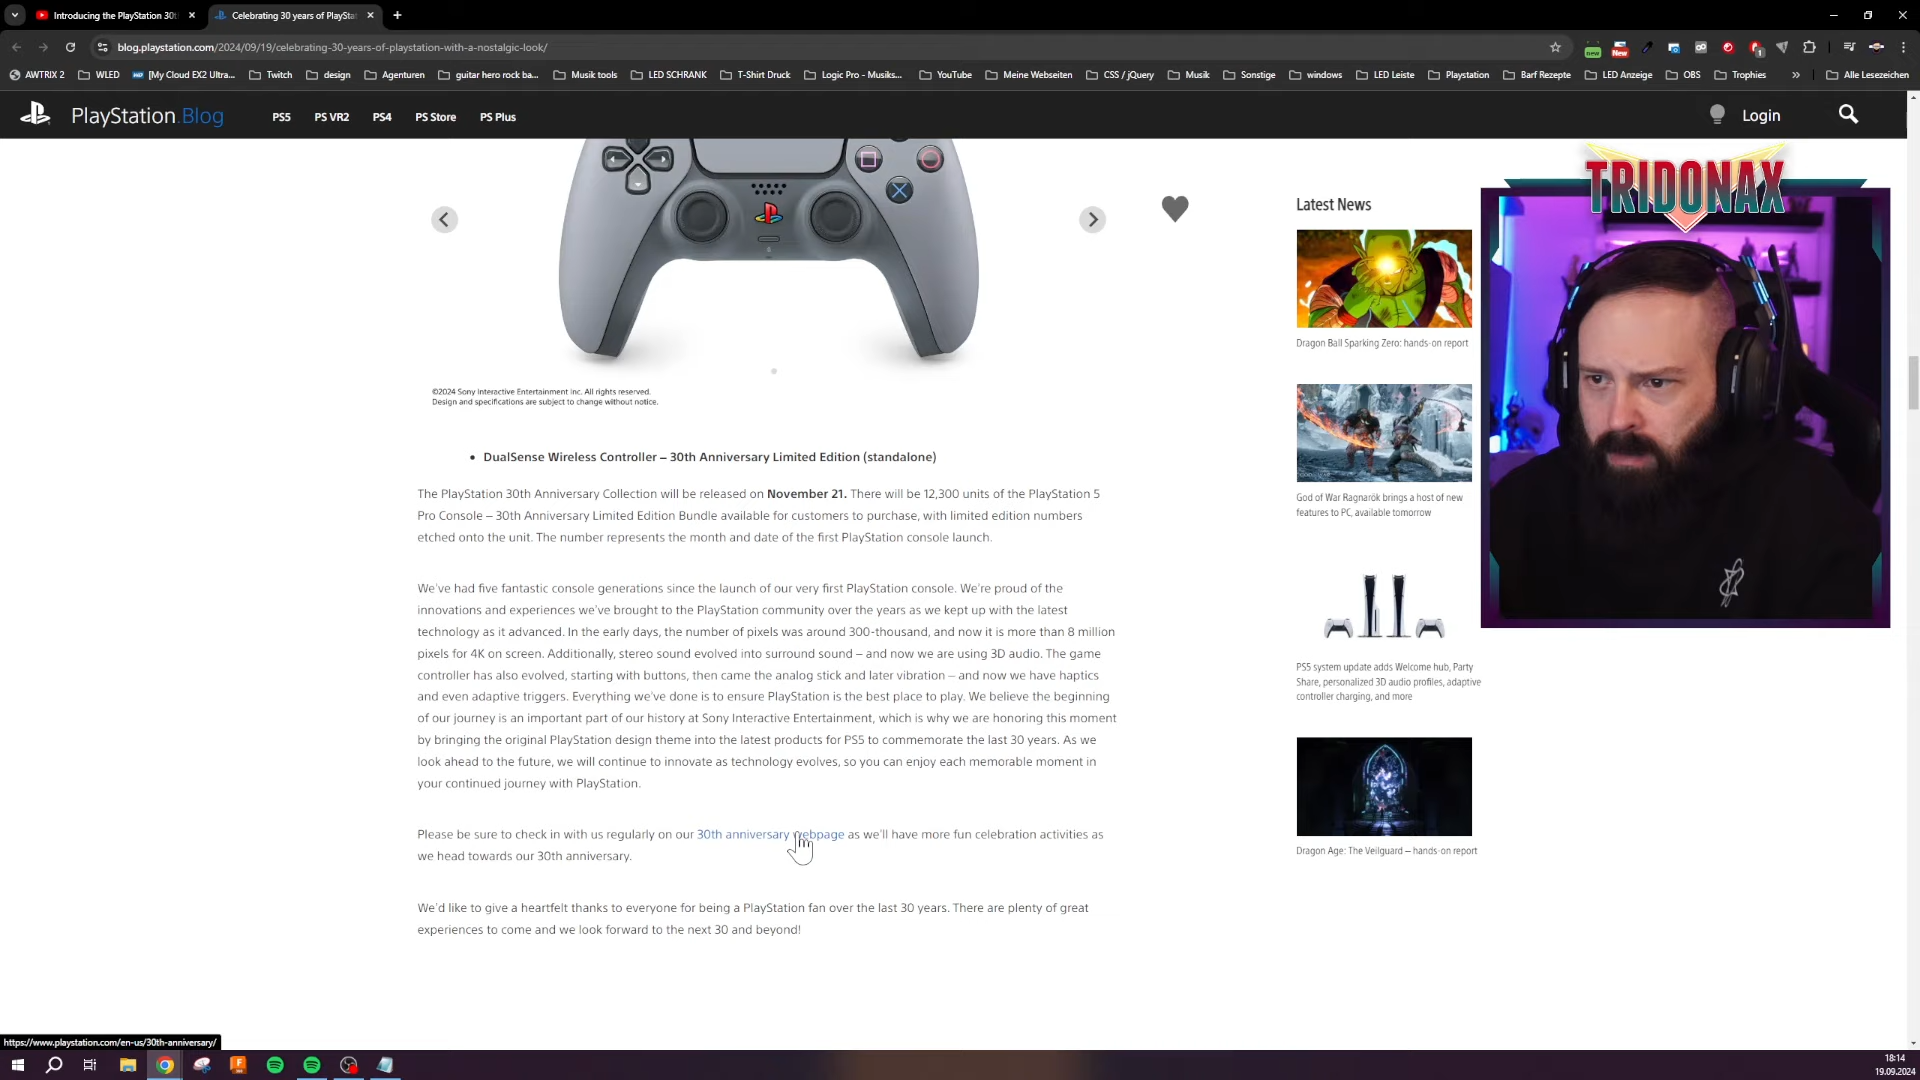 Introducing the PlayStation 30t
Celebrating 30 years of PlaySta
blog.playstation.com/2024/09/19/celebrating-30-years-of-playstation-with-a-nostalgic-look/
AWTRIX 2
WLED
[My Cloud EX2 Ultra...
Twitch
design
Agenturen
guitar hero rock ba...
Musik tools
LED SCHRANK
T-Shirt Druck
Logic Pro - Musiks...
YouTube
Meine Webseiten
CSS / jQuery
Musik
Sonstige
windows
LED Leiste
Playstation
Barf Rezepte
LED Anzeige
OBS
Trophies
Alle Lesezeichen
PlayStation.Blog
PS5
PS VR2
PS4
PS Store
PS Plus
Login
TRIDONAX
Latest News
Dragon Ball Sparking Zero: hands-on report
God of War Ragnarök brings a host of new
features to PC, available tomorrow
PS5 system update adds Welcome hub, Party
Share, personalized 3D audio profiles, adaptive
controller charging, and more
Dragon Age: The Veilguard – hands-on report
©2024 Sony Interactive Entertainment Inc. All rights reserved.
Design and specifications are subject to change without notice.
• DualSense Wireless Controller – 30th Anniversary Limited Edition (standalone)
The PlayStation 30th Anniversary Collection will be released on November 21. There will be 12,300 units of the PlayStation 5
Pro Console – 30th Anniversary Limited Edition Bundle available for customers to purchase, with limited edition numbers
etched onto the unit. The number represents the month and date of the first PlayStation console launch.
We've had five fantastic console generations since the launch of our very first PlayStation console. We're proud of the
innovations and experiences we've brought to the PlayStation community over the years as we kept up with the latest
technology as it advanced. In the early days, the number of pixels was around 300-thousand, and now it is more than 8 million
pixels for 4K on screen. Additionally, stereo sound evolved into surround sound – and now we are using 3D audio. The game
controller has also evolved, starting with buttons, then came the analog stick and later vibration – and now we have haptics
and even adaptive triggers. Everything we've done is to ensure PlayStation is the best place to play. We believe the beginning
of our journey is an important part of our history at Sony Interactive Entertainment, which is why we are honoring this moment
by bringing the original PlayStation design theme into the latest products for PS5 to commemorate the last 30 years. As we
look ahead to the future, we will continue to innovate as technology evolves, so you can enjoy each memorable moment in
your continued journey with PlayStation.
Please be sure to check in with us regularly on our 30th anniversary webpage as we'll have more fun celebration activities as
we head towards our 30th anniversary.
We'd like to give a heartfelt thanks to everyone for being a PlayStation fan over the last 30 years. There are plenty of great
experiences to come and we look forward to the next 30 and beyond!
https://www.playstation.com/en-us/30th-anniversary/
18:14
19.09.2024